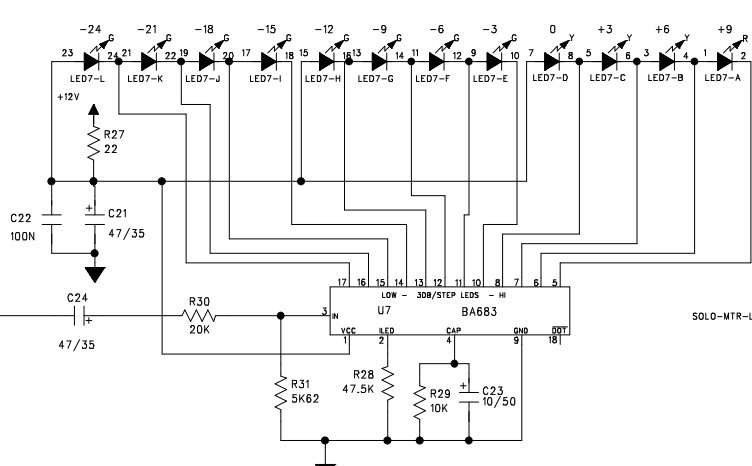 -24 -21 -18 -15 -12 -9 -6 -3 0 +3 +6 +9
G G G G G G G G Y Y Y R
23 24 21 22 19 20 17 18 15 16 13 14 11 12 9 10 7 8 5 6 3 4 1 2
LED7-L LED7-K LED7-J LED7-I LED7-H LED7-G LED7-F LED7-E LED7-D LED7-C LED7-B LED7-A
+12V
R27
22
C22
100N
C21
+
47/35
17 16 15 14 13 12 11 10 8 7 6 5
LOW - 3DB/STEP LEDS - HI
C24
+
47/35
R30
20K
3 IN
U7
BA683
SOLO-MTR-L
VCC ILED CAP GND DOT
1 2 4 9 18
R31
5K62
R28
47.5K
R29
10K
+
C23
10/50